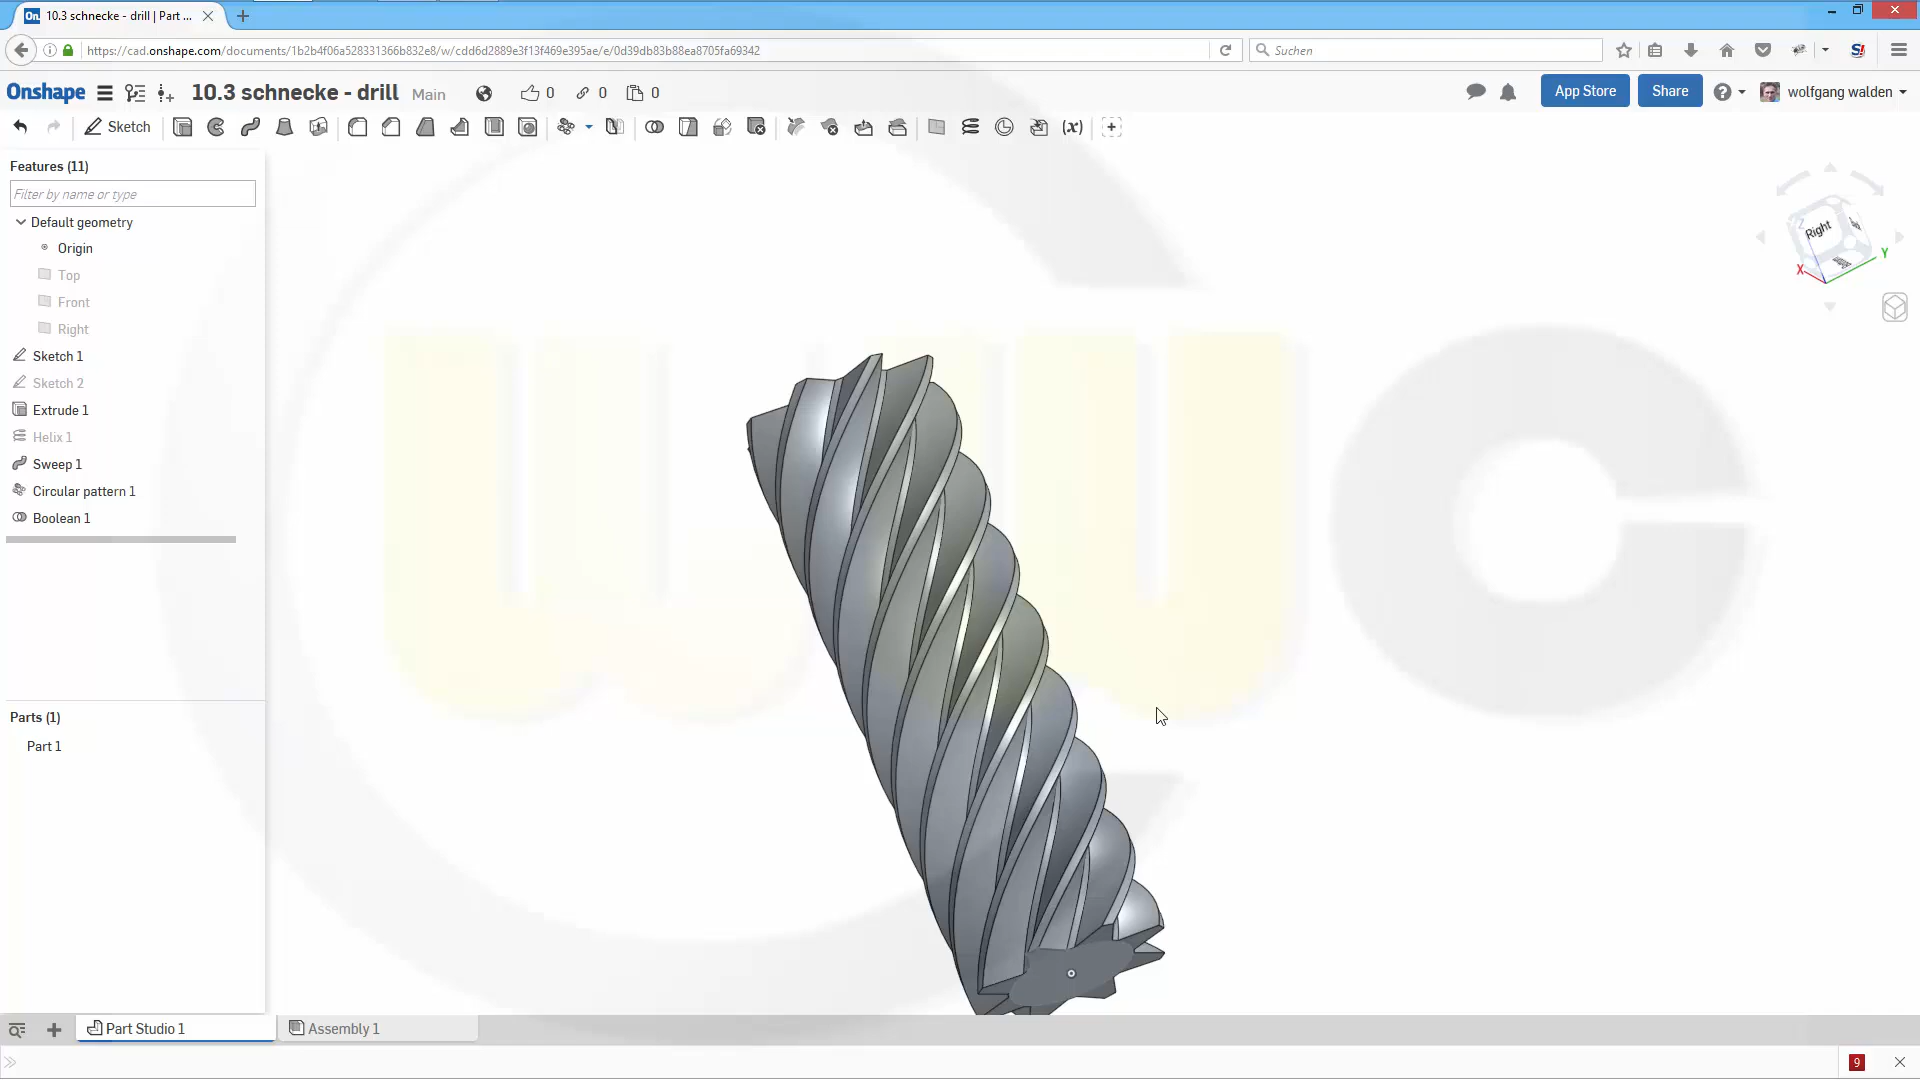 10.3 schnecke - drill | Part ...
https://cad.onshape.com/documents/1b2b4f06a528331366b832e8/w/cdd6d2889e3f13f469e395ae/e/0d39db83b88ea8705fa69342
Suchen
Onshape
10.3 schnecke - drill Main
0 0 0
App Store
Share
wolfgang walden
Sketch
(x)
Features (11)
Filter by name or type
Default geometry
Origin
Top
Front
Right
Sketch 1
Sketch 2
Extrude 1
Helix 1
Sweep 1
Circular pattern 1
Boolean 1
Parts (1)
Part 1
Z
Right
X
Y
wwc
Part Studio 1
Assembly 1
9